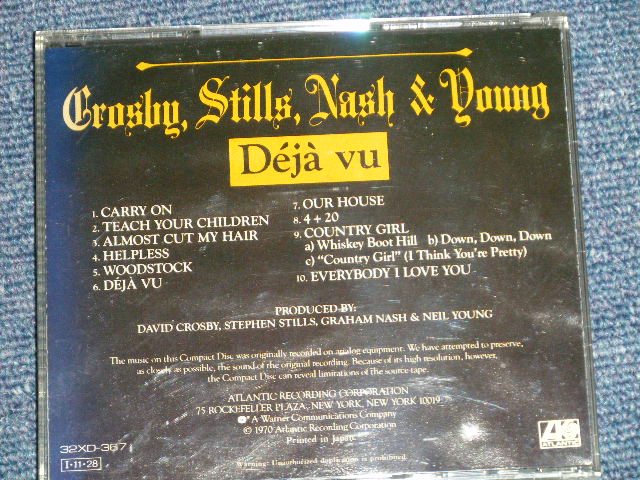 Crosby, Stills, Nash & Young
Déjà vu
1. CARRY ON
2. TEACH YOUR CHILDREN
3. ALMOST CUT MY HAIR
4. HELPLESS
5. WOODSTOCK
6. DÉJÀ VU
7. OUR HOUSE
8. 4 + 20
9. COUNTRY GIRL
a) Whiskey Boot Hill b) Down, Down, Down
c) "Country Girl" (I Think You're Pretty)
10. EVERYBODY I LOVE YOU
PRODUCED BY:
DAVID CROSBY, STEPHEN STILLS, GRAHAM NASH & NEIL YOUNG
The music on this Compact Disc was originally recorded on analog equipment. We have attempted to preserve,
as closely as possible, the sound of the original recording. Because of its high resolution, however,
the Compact Disc can reveal limitations of the source tape.
ATLANTIC RECORDING CORPORATION
75 ROCKEFELLER PLAZA, NEW YORK, NEW YORK 10019
A Warner Communications Company
© 1970 Atlantic Recording Corporation
Printed in Japan
32XD-367
I·11·28
Warning: Unauthorized duplication is prohibited.
ATLANTIC